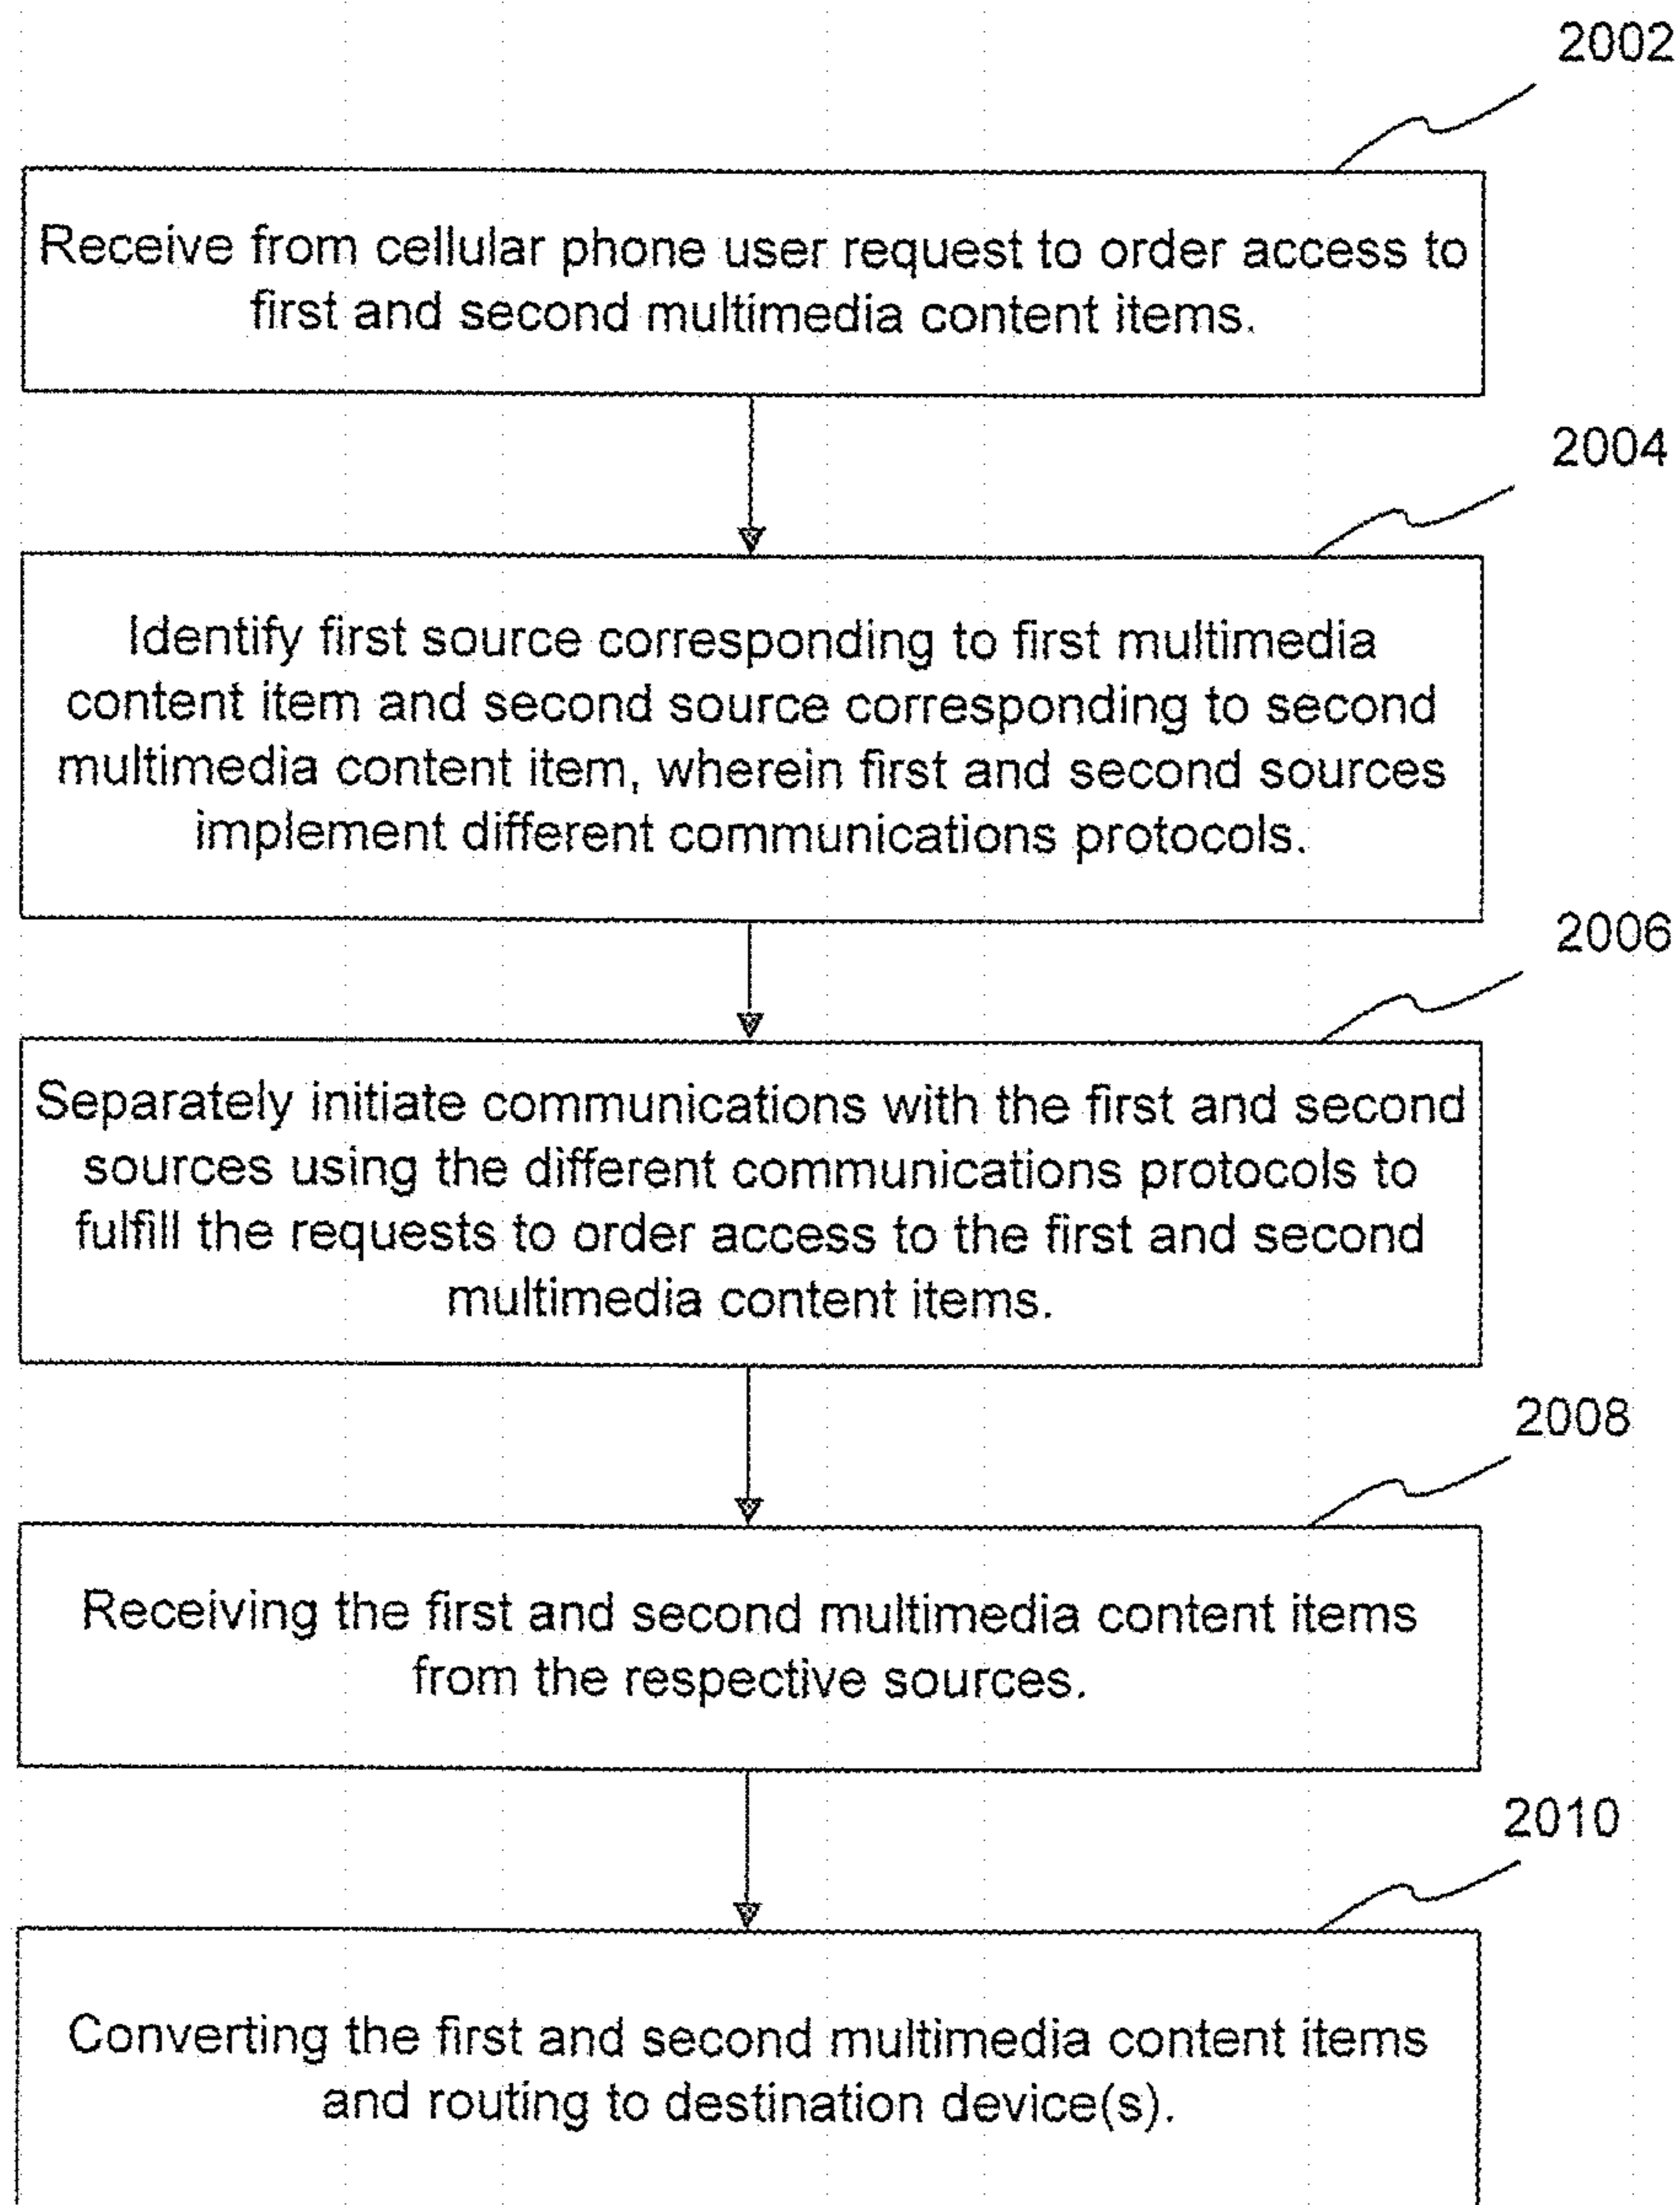 2002
Receive from cellular phone user request to order access to
first and second multimedia content items.
2004
Identify first source corresponding to first multimedia
content item and second source corresponding to second
multimedia content item, wherein first and second sources
implement different communications protocols.
2006
Separately initiate communications with the first and second
sources using the different communications protocols to
fulfill the requests to order access to the first and second
multimedia content items.
2008
Receiving the first and second multimedia content items
from the respective sources.
2010
Converting the first and second multimedia content items
and routing to destination device(s).